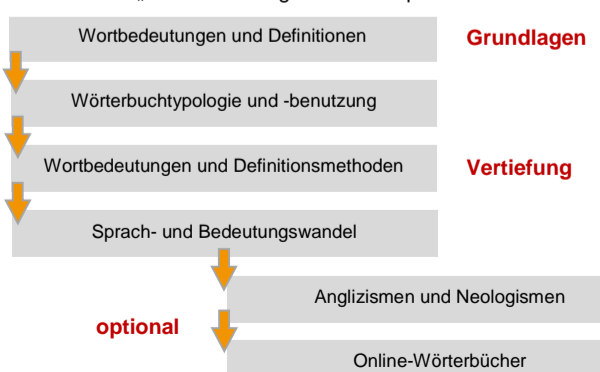 Wortbedeutungen und Definitionen
Grundlagen
Wörterbuchtypologie und -benutzung
Wortbedeutungen und Definitionsmethoden
Vertiefung
Sprach- und Bedeutungswandel
Anglizismen und Neologismen
optional
Online-Wörterbücher